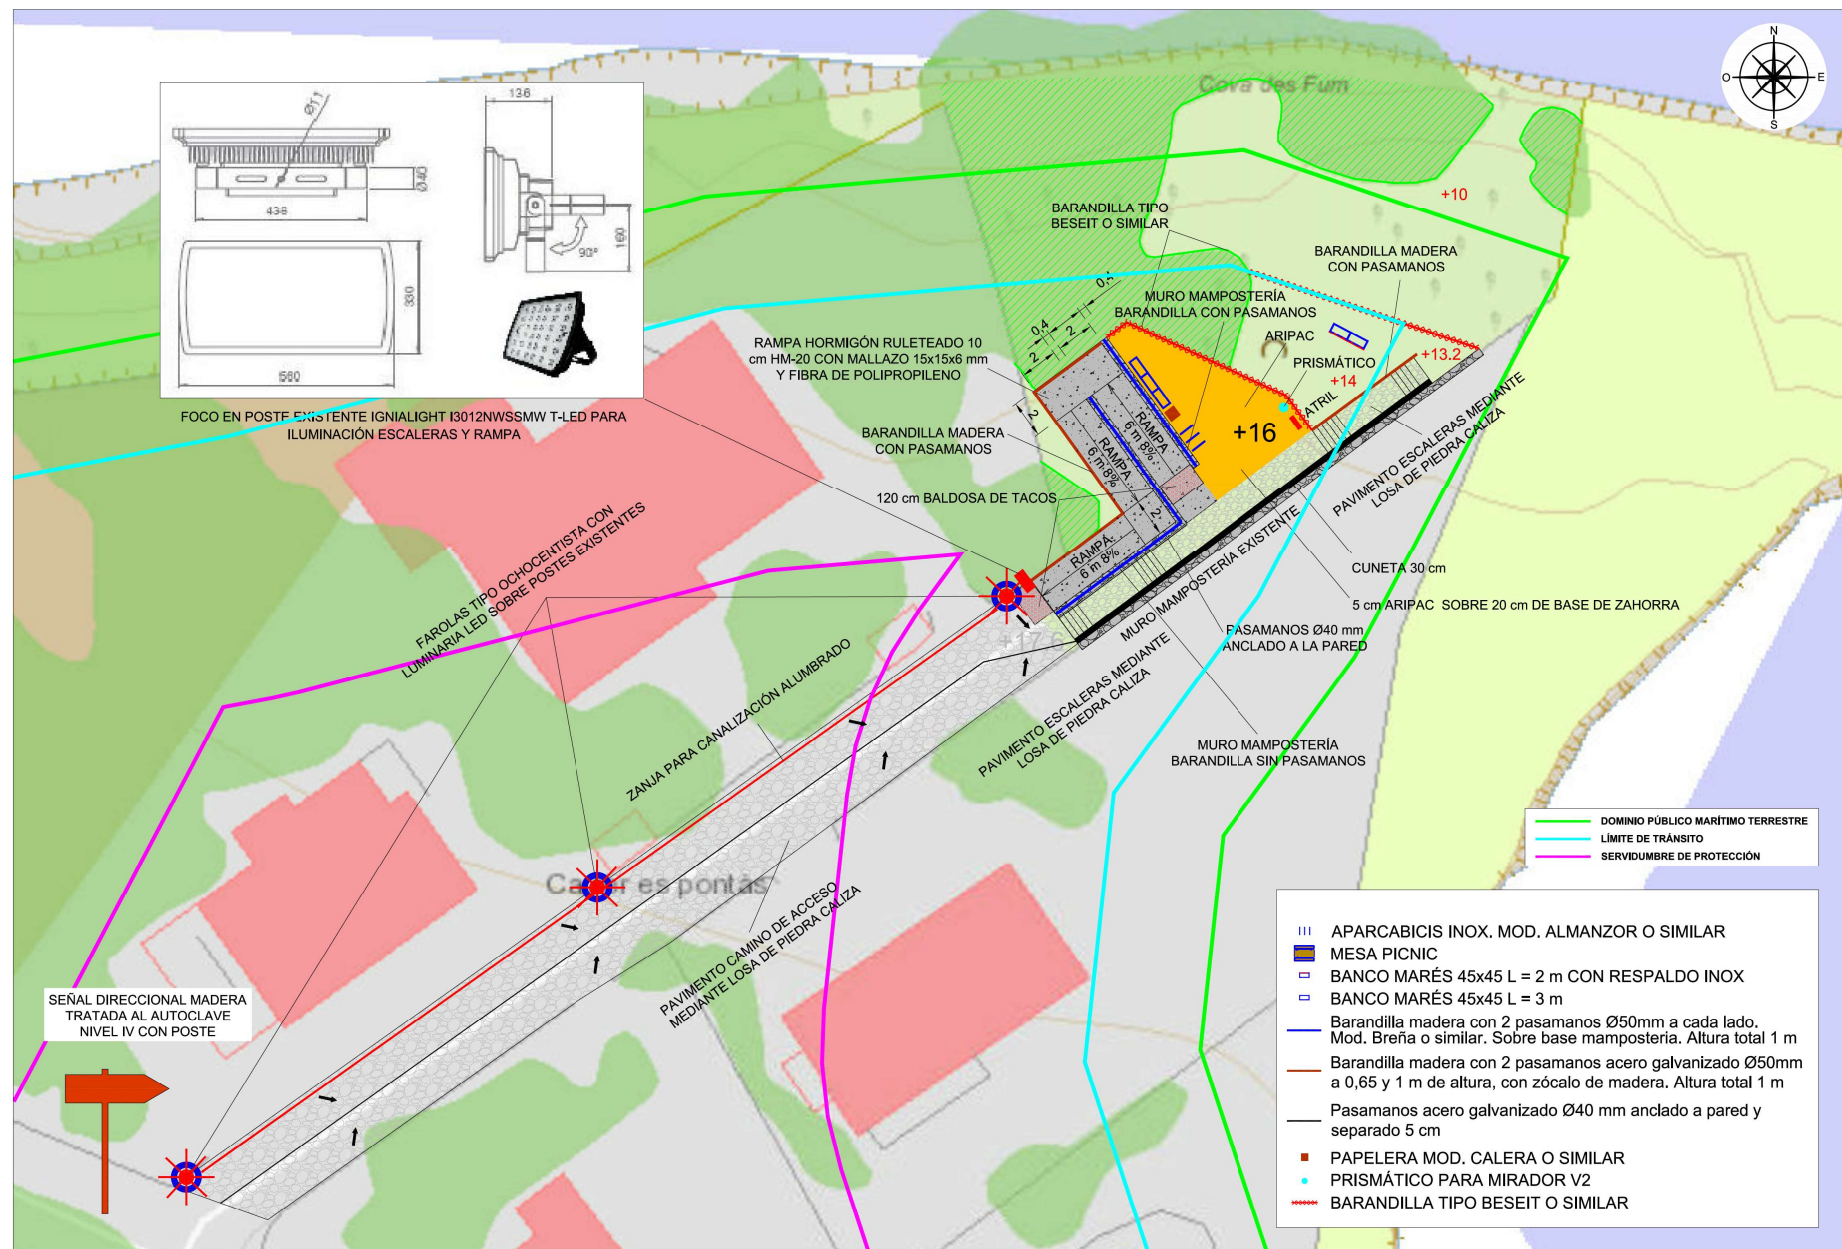 Cova des Fum
N
O
E
S
Ø11
Ø40
438
136
160
90°
330
560
FOCO EN POSTE EXISTENTE IGNIALIGHT I3012NWSSMW T-LED PARA
ILUMINACIÓN ESCALERAS Y RAMPA
+10
BARANDILLA TIPO
BESEIT O SIMILAR
BARANDILLA MADERA
CON PASAMANOS
MURO MAMPOSTERÍA
BARANDILLA CON PASAMANOS
ARIPAC
PRISMÁTICO
+13.2
+14
ATRIL
0,4
2
2
2
2
RAMPA HORMIGÓN RULETEADO 10
cm HM-20 CON MALLAZO 15x15x6 mm
Y FIBRA DE POLIPROPILENO
BARANDILLA MADERA
CON PASAMANOS
+16
RAMPA
6 m 8%
RAMPA
6 m 8%
RAMPA
6 m 8%
120 cm BALDOSA DE TACOS
PAVIMENTO ESCALERAS MEDIANTE
LOSA DE PIEDRA CALIZA
FAROLAS TIPO OCHOCENTISTA CON
LUMINARIA LED SOBRE POSTES EXISTENTES
MURO MAMPOSTERÍA EXISTENTE
CUNETA 30 cm
5 cm ARIPAC SOBRE 20 cm DE BASE DE ZAHORRA
PASAMANOS Ø40 mm
ANCLADO A LA PARED
+17.6
ZANJA PARA CANALIZACIÓN ALUMBRADO
PAVIMENTO ESCALERAS MEDIANTE
LOSA DE PIEDRA CALIZA
MURO MAMPOSTERÍA
BARANDILLA SIN PASAMANOS
es pontàs
PAVIMENTO CAMINO DE ACCESO
MEDIANTE LOSA DE PIEDRA CALIZA
SEÑAL DIRECCIONAL MADERA
TRATADA AL AUTOCLAVE
NIVEL IV CON POSTE
DOMINIO PÚBLICO MARÍTIMO TERRESTRE
LÍMITE DE TRÁNSITO
SERVIDUMBRE DE PROTECCIÓN
APARCABICIS INOX. MOD. ALMANZOR O SIMILAR
MESA PICNIC
BANCO MARÉS 45x45 L = 2 m CON RESPALDO INOX
BANCO MARÉS 45x45 L = 3 m
Barandilla madera con 2 pasamanos Ø50mm a cada lado.
Mod. Breña o similar. Sobre base mamposteria. Altura total 1 m
Barandilla madera con 2 pasamanos acero galvanizado Ø50mm
a 0,65 y 1 m de altura, con zócalo de madera. Altura total 1 m
Pasamanos acero galvanizado Ø40 mm anclado a pared y
separado 5 cm
PAPELERA MOD. CALERA O SIMILAR
PRISMÁTICO PARA MIRADOR V2
BARANDILLA TIPO BESEIT O SIMILAR